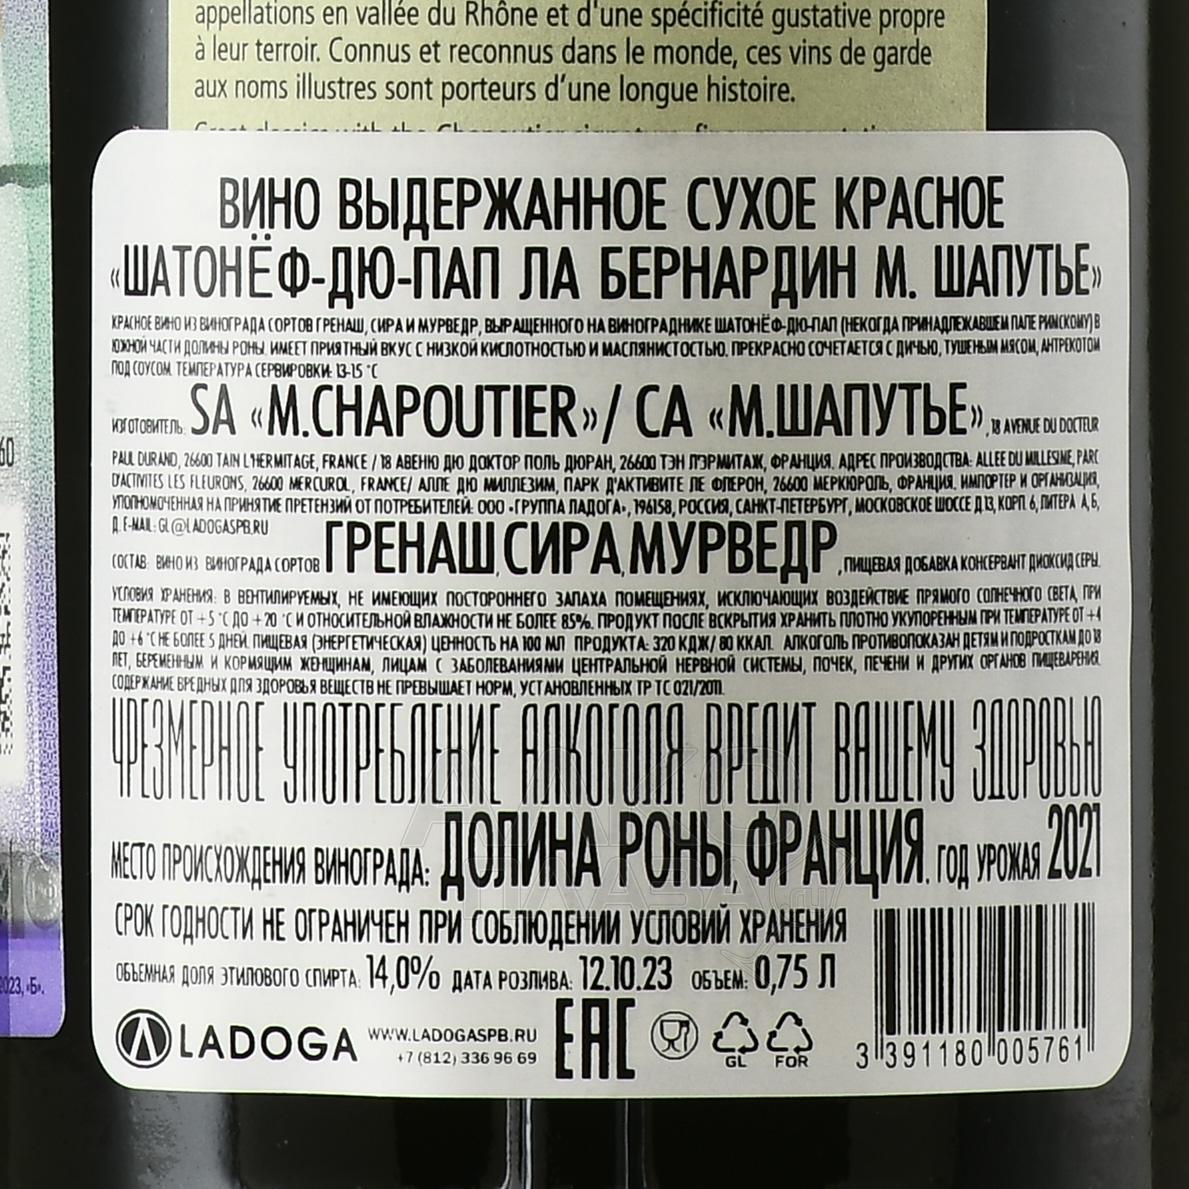 appellations en vallée du Rhône et d'une spécificité gustative propre
à leur terroir. Connus et reconnus dans le monde, ces vins de garde
aux noms illustres sont porteurs d'une longue histoire.
ВИНО ВЫДЕРЖАННОЕ СУХОЕ КРАСНОЕ
«ШАТОНЁФ-ДЮ-ПАП ЛА БЕРНАРДИН М. ШАПУТЬЕ»
КРАСНОЕ ВИНО ИЗ ВИНОГРАДА СОРТОВ ГРЕНАШ, СИРА И МУРВЕДР, ВЫРАЩЕННОГО НА ВИНОГРАДНИКЕ ШАТОНЁФ-ДЮ-ПАП (НЕКОГДА ПРИНАДЛЕЖАВШЕМ ПАПЕ РИМСКОМУ) В
ЮЖНОЙ ЧАСТИ ДОЛИНЫ РОНЫ. ИМЕЕТ ПРИЯТНЫЙ ВКУС С НИЗКОЙ КИСЛОТНОСТЬЮ И МАСЛЯНИСТОСТЬЮ. ПРЕКРАСНО СОЧЕТАЕТСЯ С ДИЧЬЮ, ТУШЕНЫМ МЯСОМ, АНТРЕКОТОМ
ПОД СОУСОМ. ТЕМПЕРАТУРА СЕРВИРОВКИ: 13-15 °С
ИЗГОТОВИТЕЛЬ: SA «M.CHAPOUTIER» / СА «М.ШАПУТЬЕ», 18 AVENUE DU DOCTEUR
PAUL DURAND, 26600 TAIN L'HERMITAGE, FRANCE / 18 АВЕНЮ ДЮ ДОКТОР ПОЛЬ ДЮРАН, 26600 ТЭН Л'ЭРМИТАЖ, ФРАНЦИЯ. АДРЕС ПРОИЗВОДСТВА: ALLEE DU MILLESIME, PARC
D'ACTIVITES LES FLEURONS, 26600 MERCUROL, FRANCE/ АЛЛЕ ДЮ МИЛЛЕЗИМ, ПАРК Д'АКТИВИТЕ ЛЕ ФЛЕРОН, 26600 МЕРКЮРОЛЬ, ФРАНЦИЯ. ИМПОРТЕР И ОРГАНИЗАЦИЯ,
УПОЛНОМОЧЕННАЯ НА ПРИНЯТИЕ ПРЕТЕНЗИЙ ОТ ПОТРЕБИТЕЛЕЙ: ООО «ГРУППА ЛАДОГА», 196158, РОССИЯ, САНКТ-ПЕТЕРБУРГ, МОСКОВСКОЕ ШОССЕ Д.13, КОРП. 6, ЛИТЕРА А, Б,
Д. E-MAIL: GL@LADOGASPB.RU
СОСТАВ: ВИНО ИЗ ВИНОГРАДА СОРТОВ ГРЕНАШ, СИРА, МУРВЕДР, ПИЩЕВАЯ ДОБАВКА КОНСЕРВАНТ ДИОКСИД СЕРЫ.
УСЛОВИЯ ХРАНЕНИЯ: В ВЕНТИЛИРУЕМЫХ, НЕ ИМЕЮЩИХ ПОСТОРОННЕГО ЗАПАХА ПОМЕЩЕНИЯХ, ИСКЛЮЧАЮЩИХ ВОЗДЕЙСТВИЕ ПРЯМОГО СОЛНЕЧНОГО СВЕТА, ПРИ
ТЕМПЕРАТУРЕ ОТ +5 °С ДО +20 °С И ОТНОСИТЕЛЬНОЙ ВЛАЖНОСТИ НЕ БОЛЕЕ 85%. ПРОДУКТ ПОСЛЕ ВСКРЫТИЯ ХРАНИТЬ ПЛОТНО УКУПОРЕННЫМ ПРИ ТЕМПЕРАТУРЕ ОТ +4
ДО +6 °С НЕ БОЛЕЕ 5 ДНЕЙ. ПИЩЕВАЯ (ЭНЕРГЕТИЧЕСКАЯ) ЦЕННОСТЬ НА 100 МЛ ПРОДУКТА: 320 КДЖ/ 80 ККАЛ. АЛКОГОЛЬ ПРОТИВОПОКАЗАН ДЕТЯМ И ПОДРОСТКАМ ДО 18
ЛЕТ, БЕРЕМЕННЫМ И КОРМЯЩИМ ЖЕНЩИНАМ, ЛИЦАМ С ЗАБОЛЕВАНИЯМИ ЦЕНТРАЛЬНОЙ НЕРВНОЙ СИСТЕМЫ, ПОЧЕК, ПЕЧЕНИ И ДРУГИХ ОРГАНОВ ПИЩЕВАРЕНИЯ.
СОДЕРЖАНИЕ ВРЕДНЫХ ДЛЯ ЗДОРОВЬЯ ВЕЩЕСТВ НЕ ПРЕВЫШАЕТ НОРМ, УСТАНОВЛЕННЫХ ТР ТС 021/2011.
ЧРЕЗМЕРНОЕ УПОТРЕБЛЕНИЕ АЛКОГОЛЯ ВРЕДИТ ВАШЕМУ ЗДОРОВЬЮ
МЕСТО ПРОИСХОЖДЕНИЯ ВИНОГРАДА: ДОЛИНА РОНЫ, ФРАНЦИЯ. ГОД УРОЖАЯ 2021
СРОК ГОДНОСТИ НЕ ОГРАНИЧЕН ПРИ СОБЛЮДЕНИИ УСЛОВИЙ ХРАНЕНИЯ
ОБЪЕМНАЯ ДОЛЯ ЭТИЛОВОГО СПИРТА: 14,0% ДАТА РОЗЛИВА: 12.10.23 ОБЪЕМ: 0,75 Л
LADOGA WWW.LADOGASPB.RU
+7 (812) 336 96 69
EAC
GL FOR
3 391180 005761
60
023, «Б».